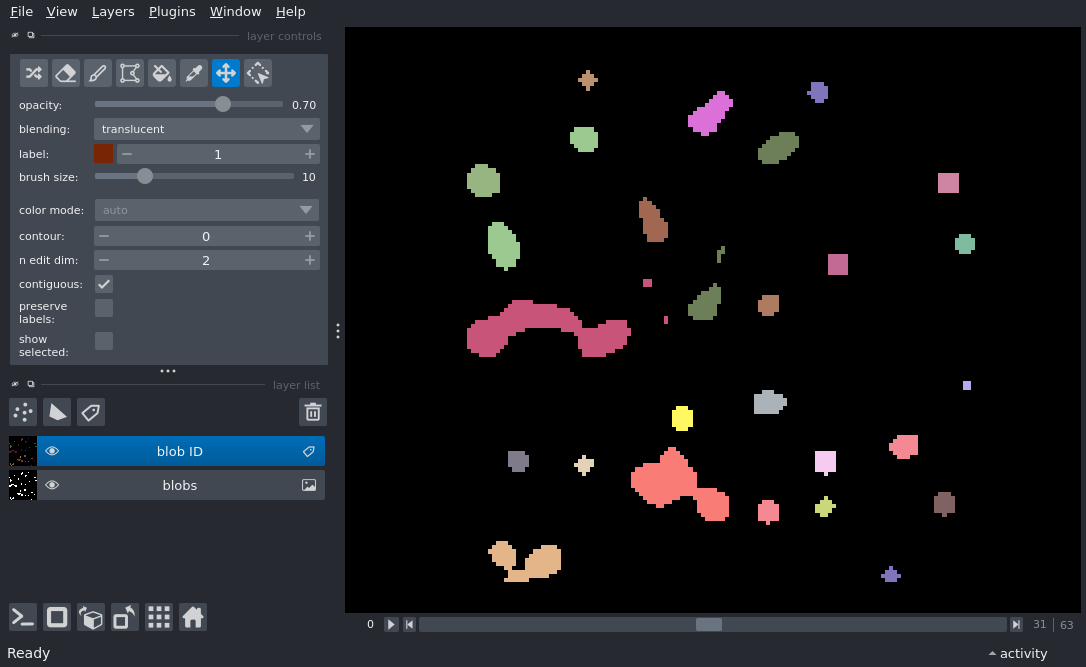 File View Layers Plugins Window Help
layer controls
opacity: 0.70
blending: translucent
label: 1
brush size: 10
color mode: auto
contour: 0
n edit dim: 2
contiguous:
preserve
labels:
show
selected:
layer list
blob ID
blobs
0 31 63
Ready activity